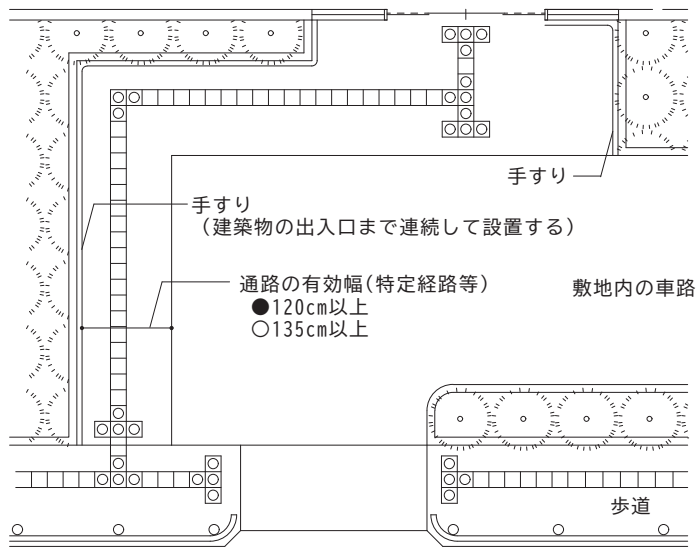 手すり
手すり
（建築物の出入口まで連続して設置する）
通路の有効幅(特定経路等)
●120cm以上
○135cm以上
敷地内の車路
歩道